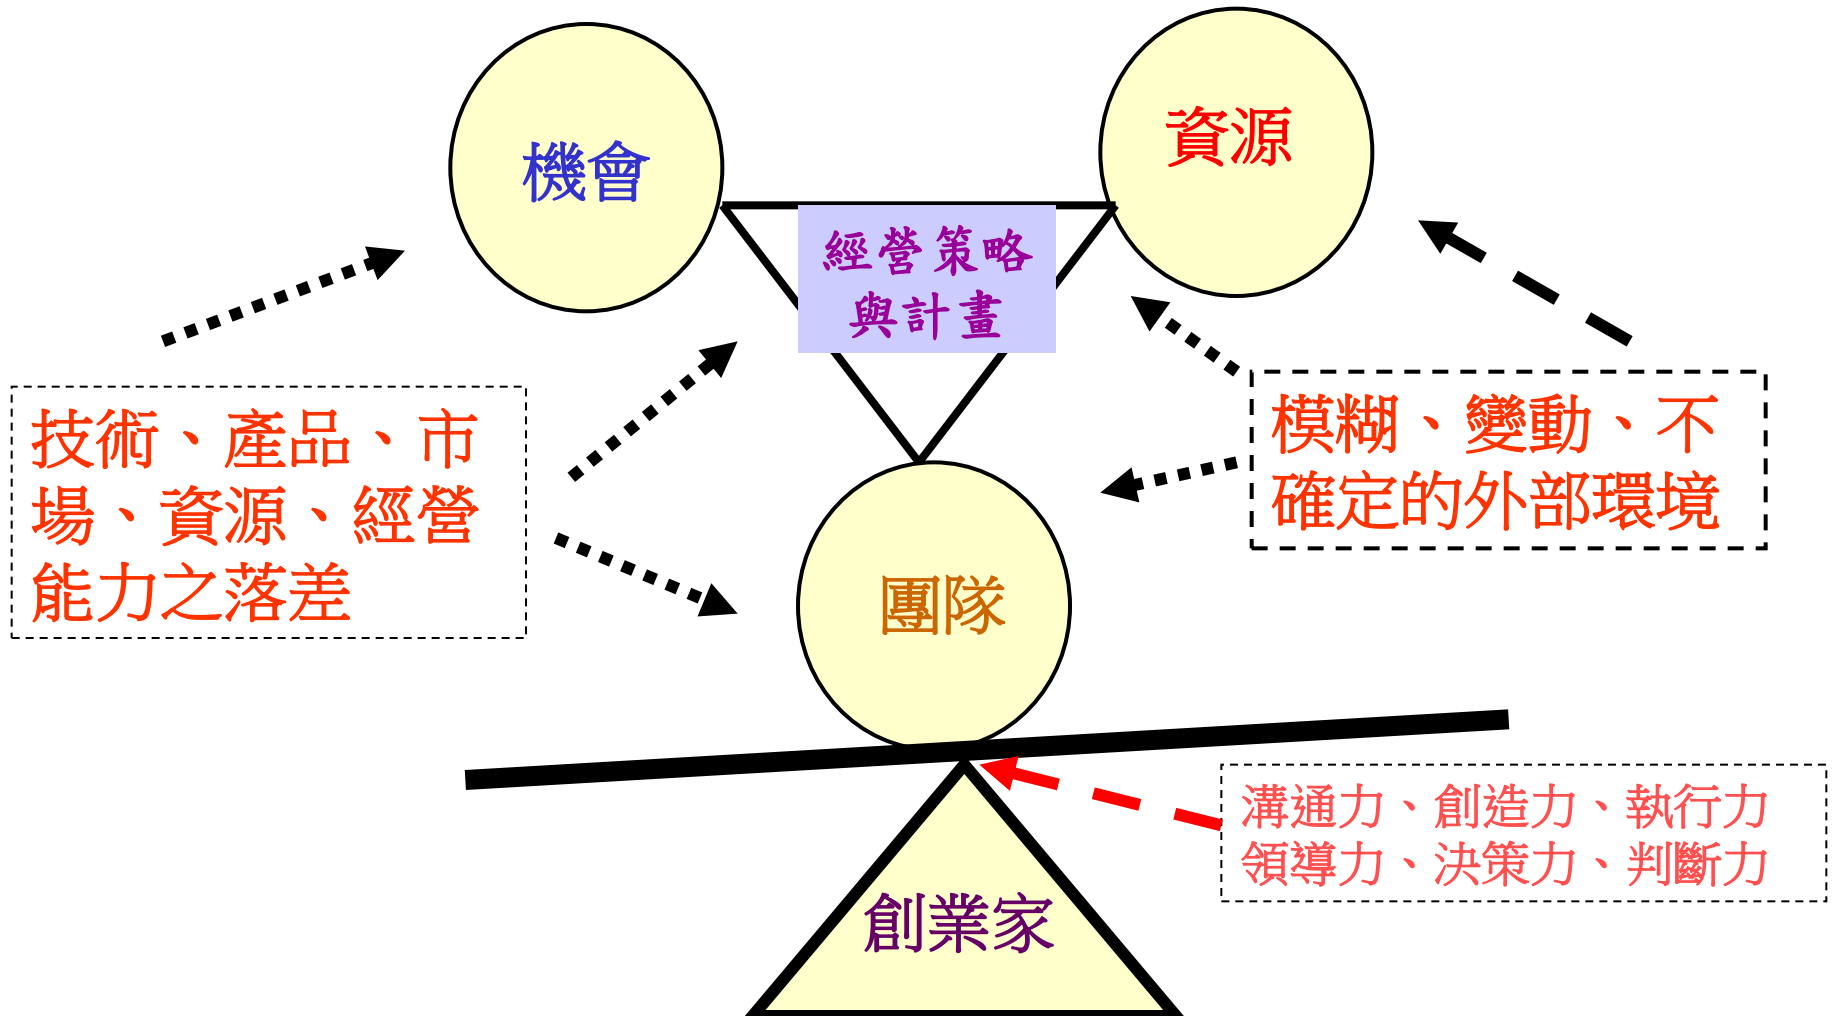 機會
資源
經營策略
與計畫
技術、產品、市
場、資源、經營
能力之落差
模糊、變動、不
確定的外部環境
團隊
溝通力、創造力、執行力
領導力、決策力、判斷力
創業家